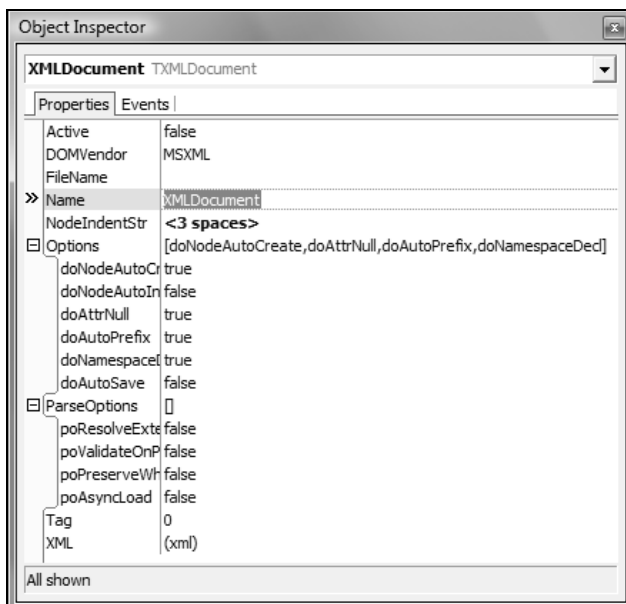 Object Inspector
XMLDocument TXMLDocument
Properties Events
Active false
DOMVendor MSXML
FileName
Name XMLDocument
NodeIndentStr <3 spaces>
Options [doNodeAutoCreate,doAttrNull,doAutoPrefix,doNamespaceDecl]
doNodeAutoCr true
doNodeAutoIn false
doAttrNull true
doAutoPrefix true
doNamespaceD true
doAutoSave false
ParseOptions []
poResolveExte false
poValidateOnP false
poPreserveWh false
poAsyncLoad false
Tag 0
XML (xml)
All shown